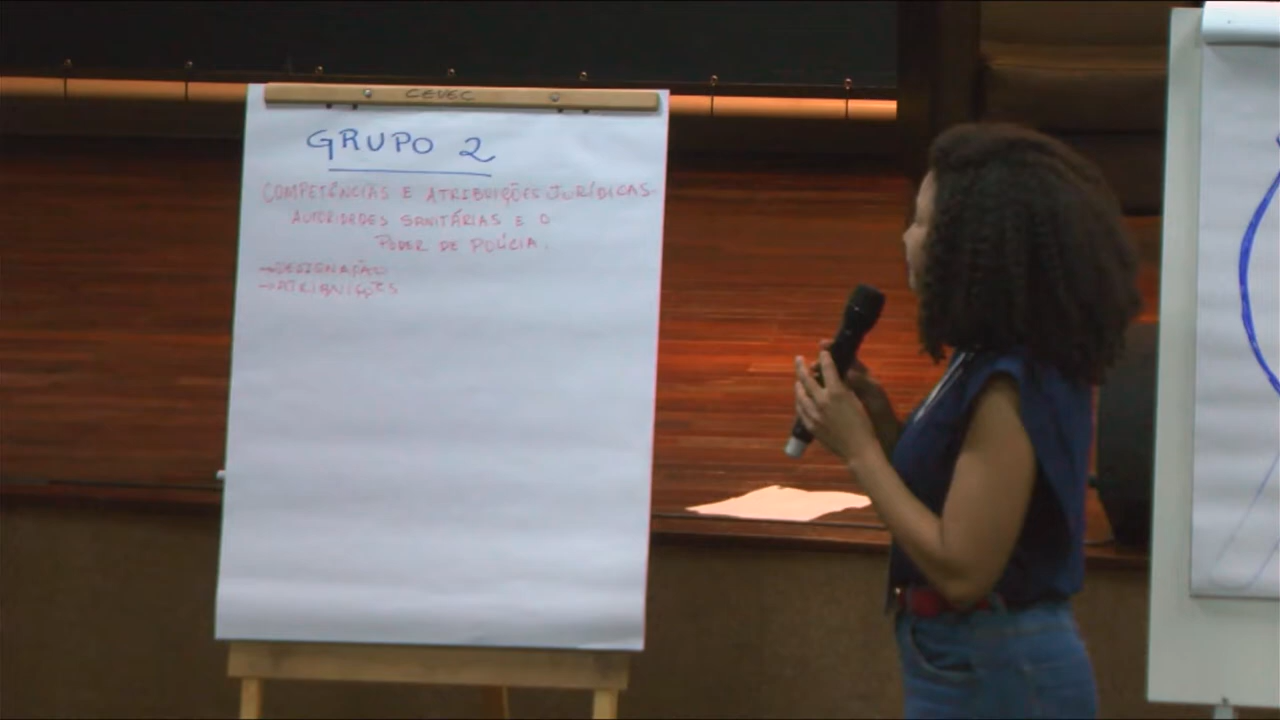 CEVEC
GRUPO 2
COMPETÊNCIAS E ATRIBUIÇÕES JURÍDICAS.
AUTORIDADES SANITÁRIAS E O
PODER DE POLÍCIA.
→DESIGNAÇÃO
→ATRIBUIÇÕES